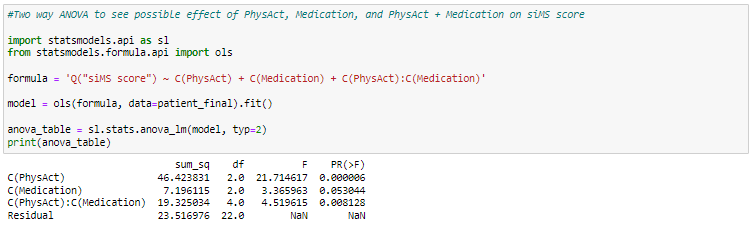 #Two way ANOVA to see possible effect of PhysAct, Medication, and PhysAct + Medication on siMS score
import statsmodels.api as sl
from statsmodels.formula.api import ols
formula = 'Q("siMS score") ~ C(PhysAct) + C(Medication) + C(PhysAct):C(Medication)'
model = ols(formula, data=patient_final).fit()
anova_table = sl.stats.anova_lm(model, typ=2)
print(anova_table)
sum_sq df F PR(>F)
C(PhysAct) 46.423831 2.0 21.714617 0.000006
C(Medication) 7.196115 2.0 3.365963 0.053044
C(PhysAct):C(Medication) 19.325034 4.0 4.519615 0.008128
Residual 23.516976 22.0 NaN NaN